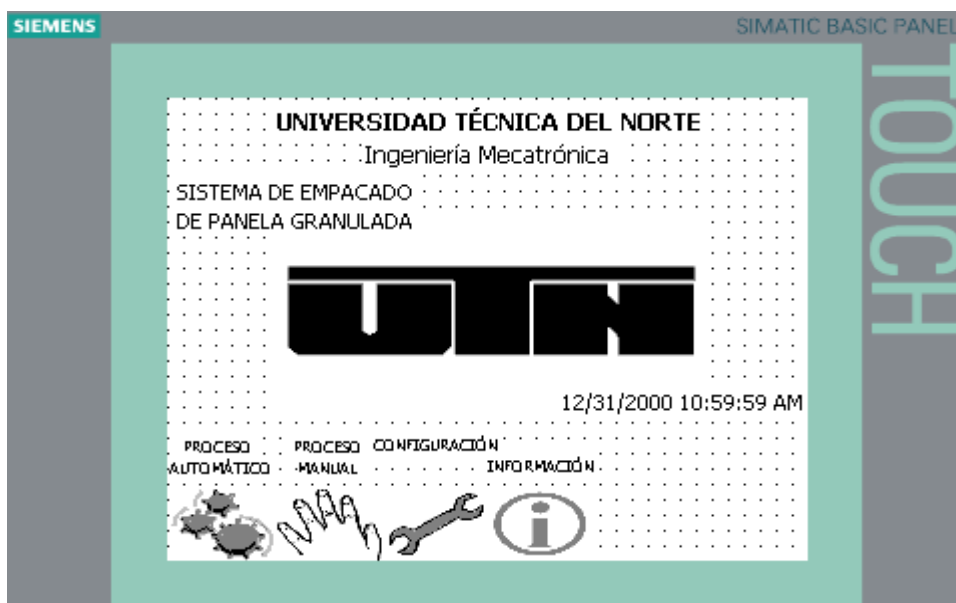 SIEMENS
SIMATIC BASIC PANEL
TOUCH
UNIVERSIDAD TÉCNICA DEL NORTE
Ingeniería Mecatrónica
SISTEMA DE EMPACADO
DE PANELA GRANULADA
UTN
12/31/2000 10:59:59 AM
PROCESO AUTOMÁTICO
PROCESO MANUAL
CONFIGURACIÓN
INFORMACIÓN